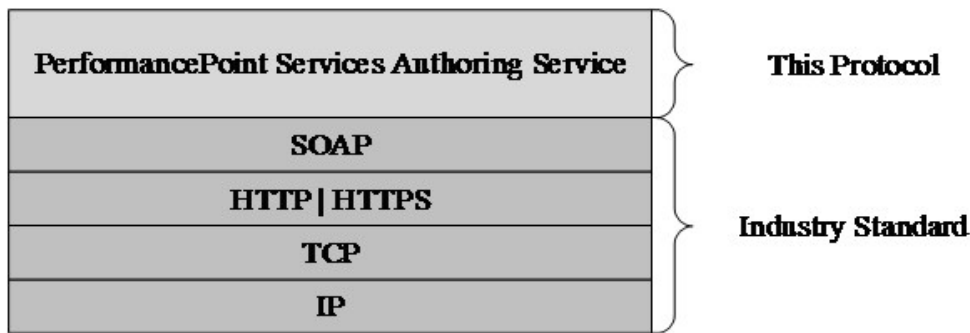 PerformancePoint Services Authoring Service
This Protocol
SOAP
HTTP | HTTPS
Industry Standard
TCP
IP